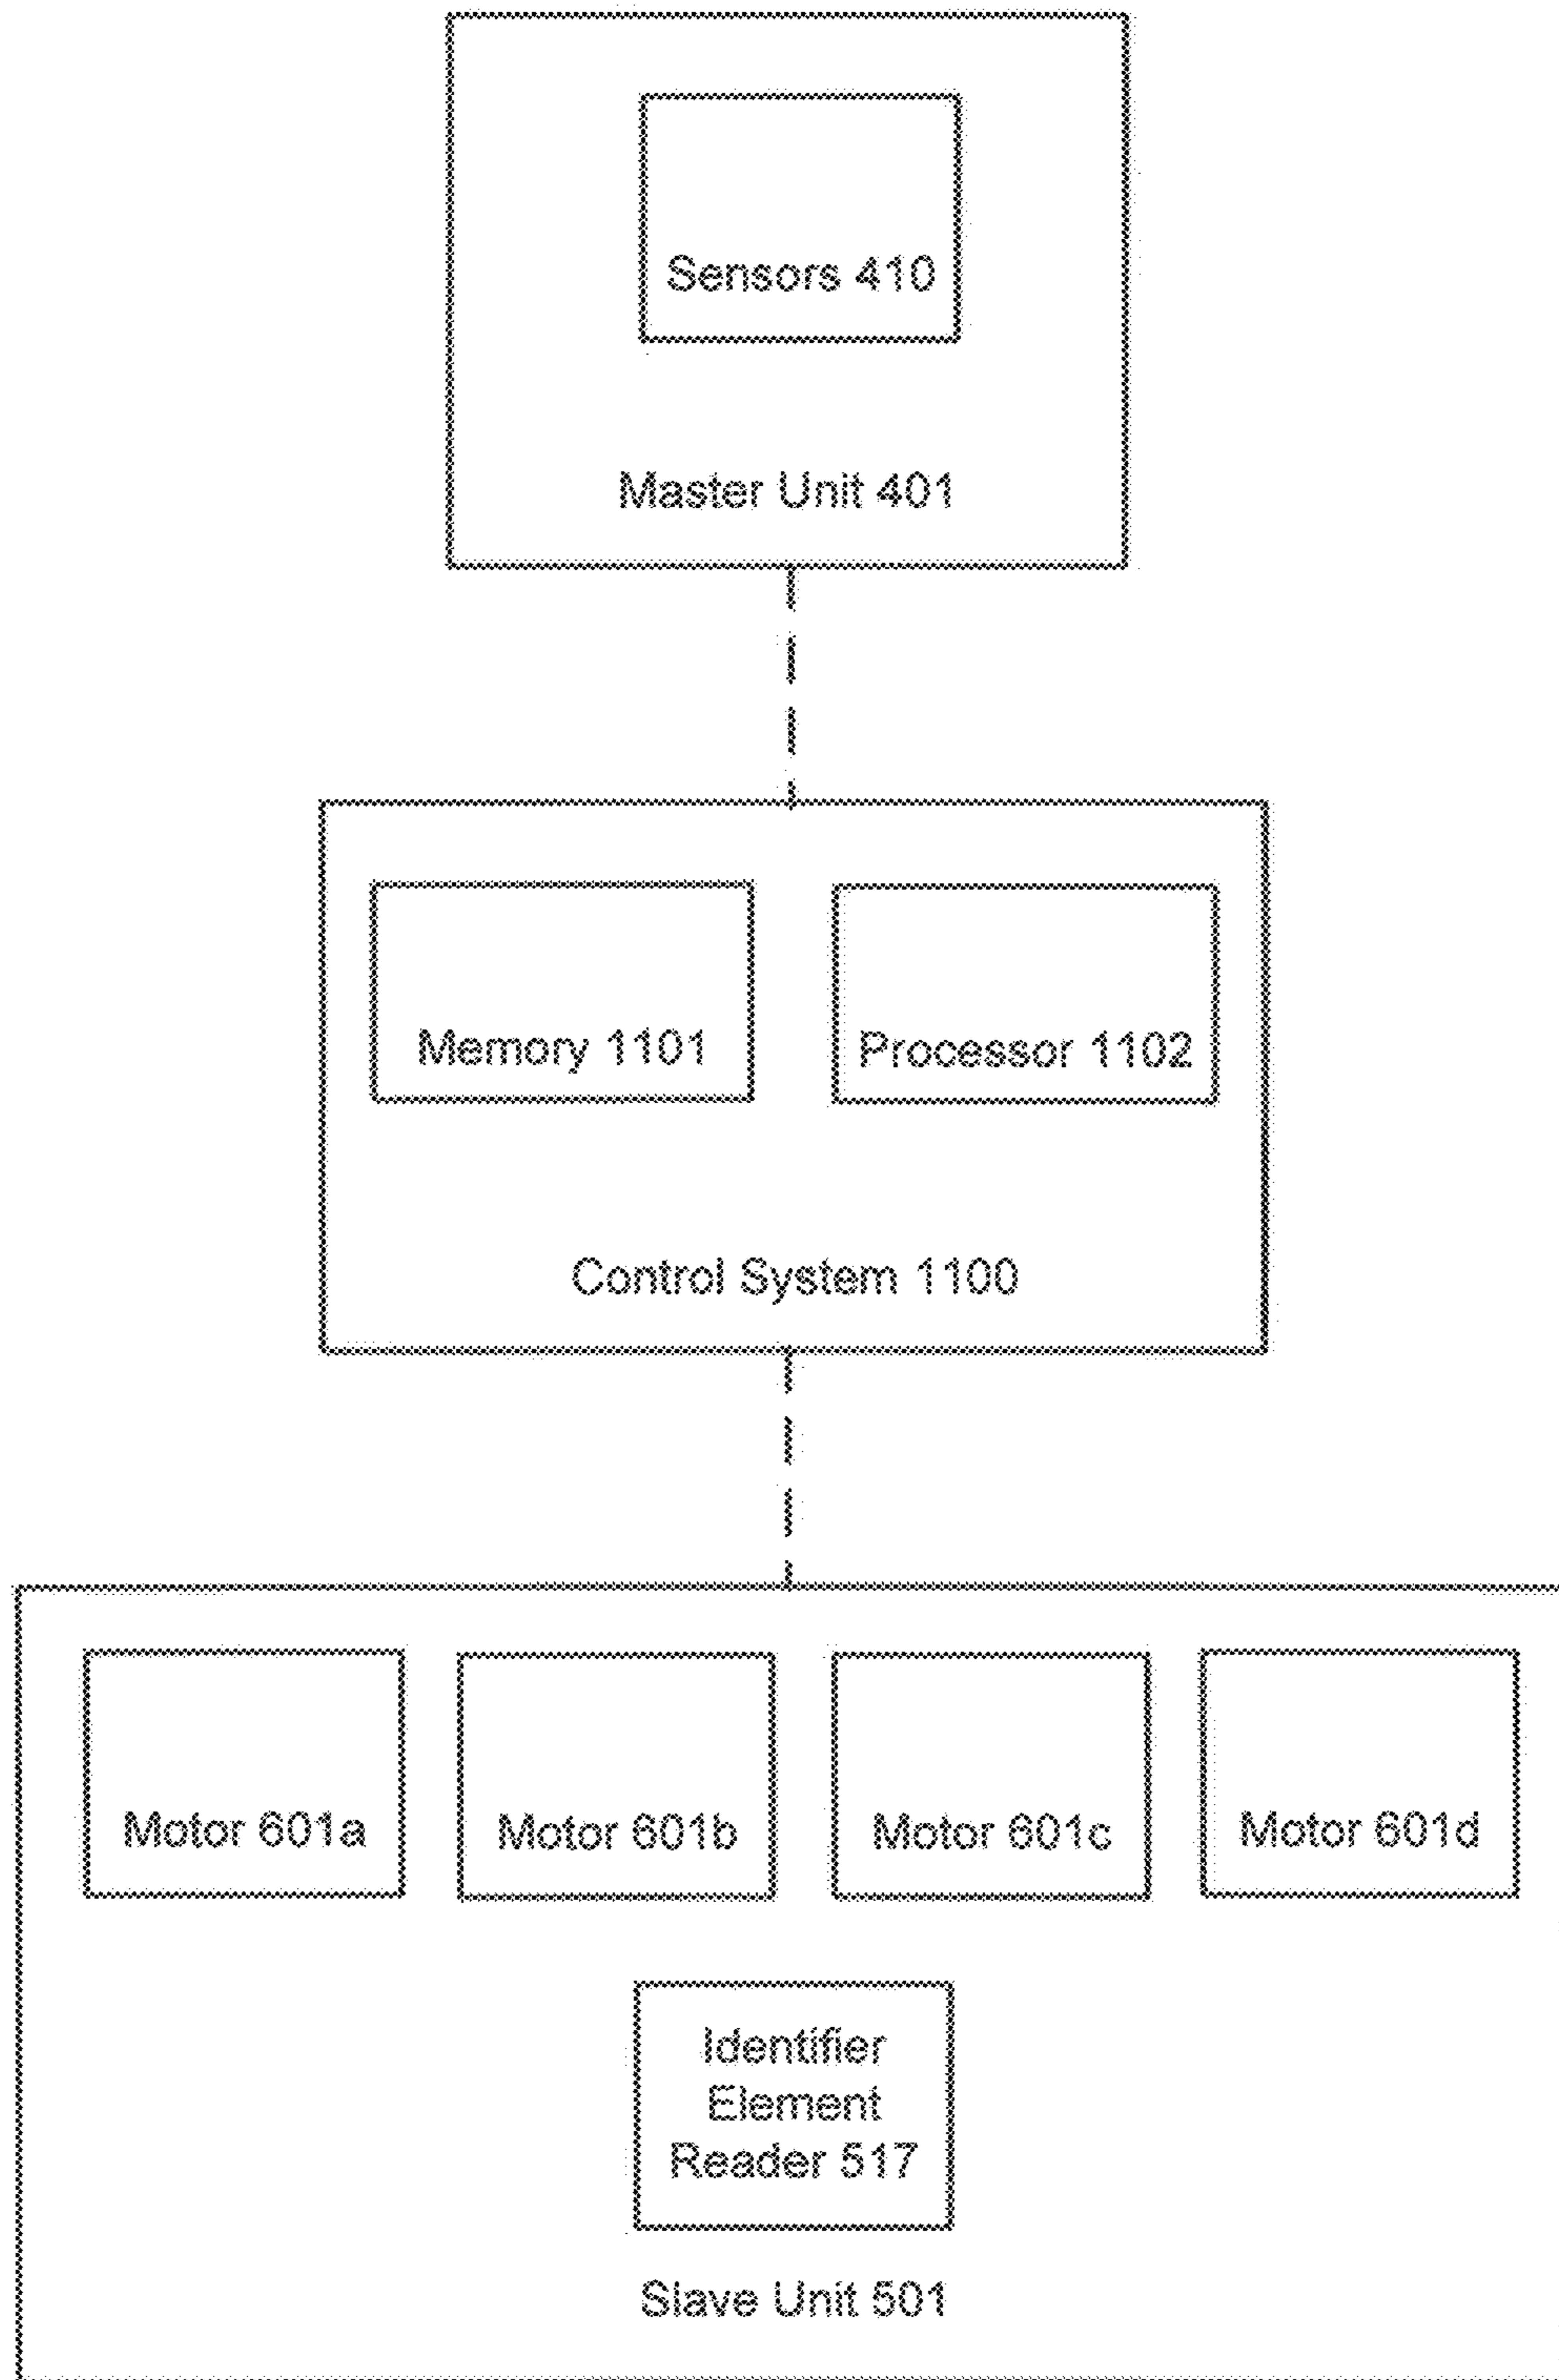 Sensors 410
Master Unit 401
Memory 1101
Processor 1102
Control System 1100
Motor 601a
Motor 601b
Motor 601c
Motor 601d
Identifier
Element
Reader 517
Slave Unit 501